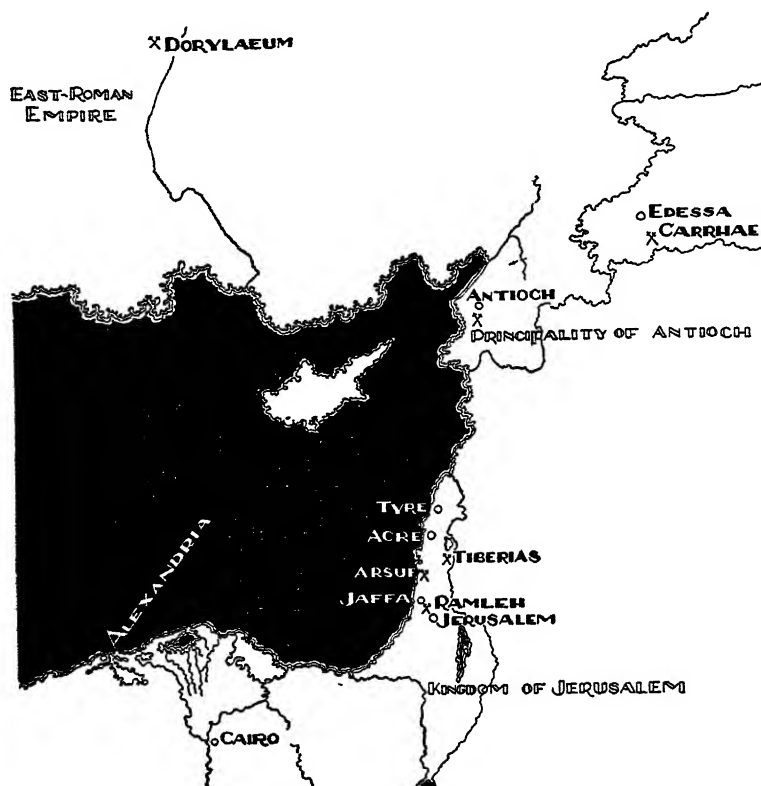 DORYLAEUM
EAST-ROMAN
EMPIRE
EDESSA
CARRHAE
ANTIOCH
PRINCIPALITY OF ANTIOCH
TYRE
ACRE
TIBERIAS
ARSUF
JAFFA
RAMLEH
JERUSALEM
ALEXANDRIA
KINGDOM OF JERUSALEM
CAIRO